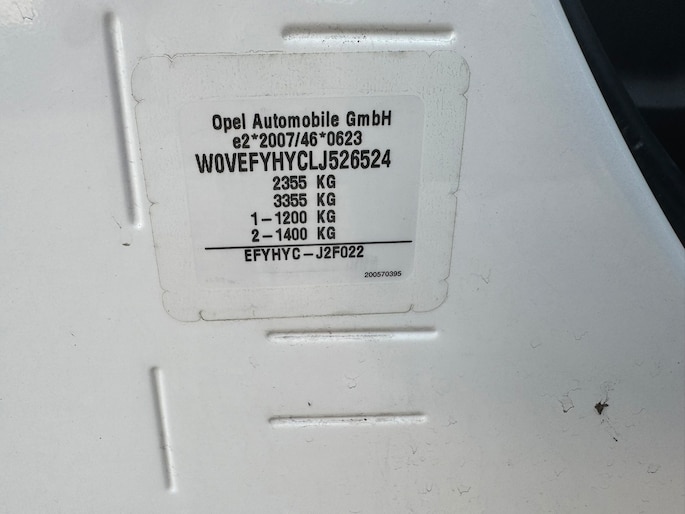 Opel Automobile GmbH
e2*2007/46*0623
W0VEFYHYCLJ526524
2355 KG
3355 KG
1-1200 KG
2-1400 KG
EFYHYC-J2F022
200570395